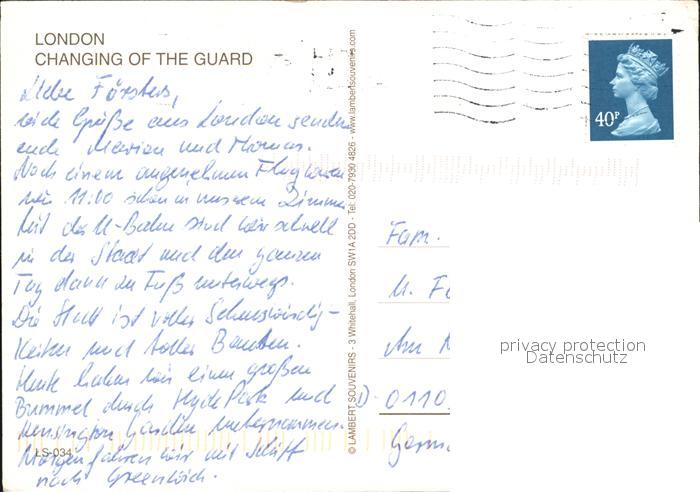 LONDON
CHANGING OF THE GUARD
Liebe Försters,
viele Grüße aus London senden
euch Marion und Thomas.
Nach einem angenehmen Flug waren
wir 11:00 schon in unserem Zimmer.
Mit der U-Bahn sind wir schnell
in der Stadt und den ganzen
Tag dann zu Fuß unterwegs.
Die Stadt ist voller Sehenswürdig-
keiten und toller Bauten.
Heute haben wir einen großen
Bummel durch Hyde Park und
Kensington Garden unternommen.
Morgen fahren wir mit Schiff
nach Greenwich.
LS-034
© LAMBERT SOUVENIRS - 3 Whitehall, London SW1A 2DD - Tel: 020-7930 4826 - www.lambertsouvenirs.com
40P
Fam.
Am
D-0110
Germ
privacy protection
Datenschutz